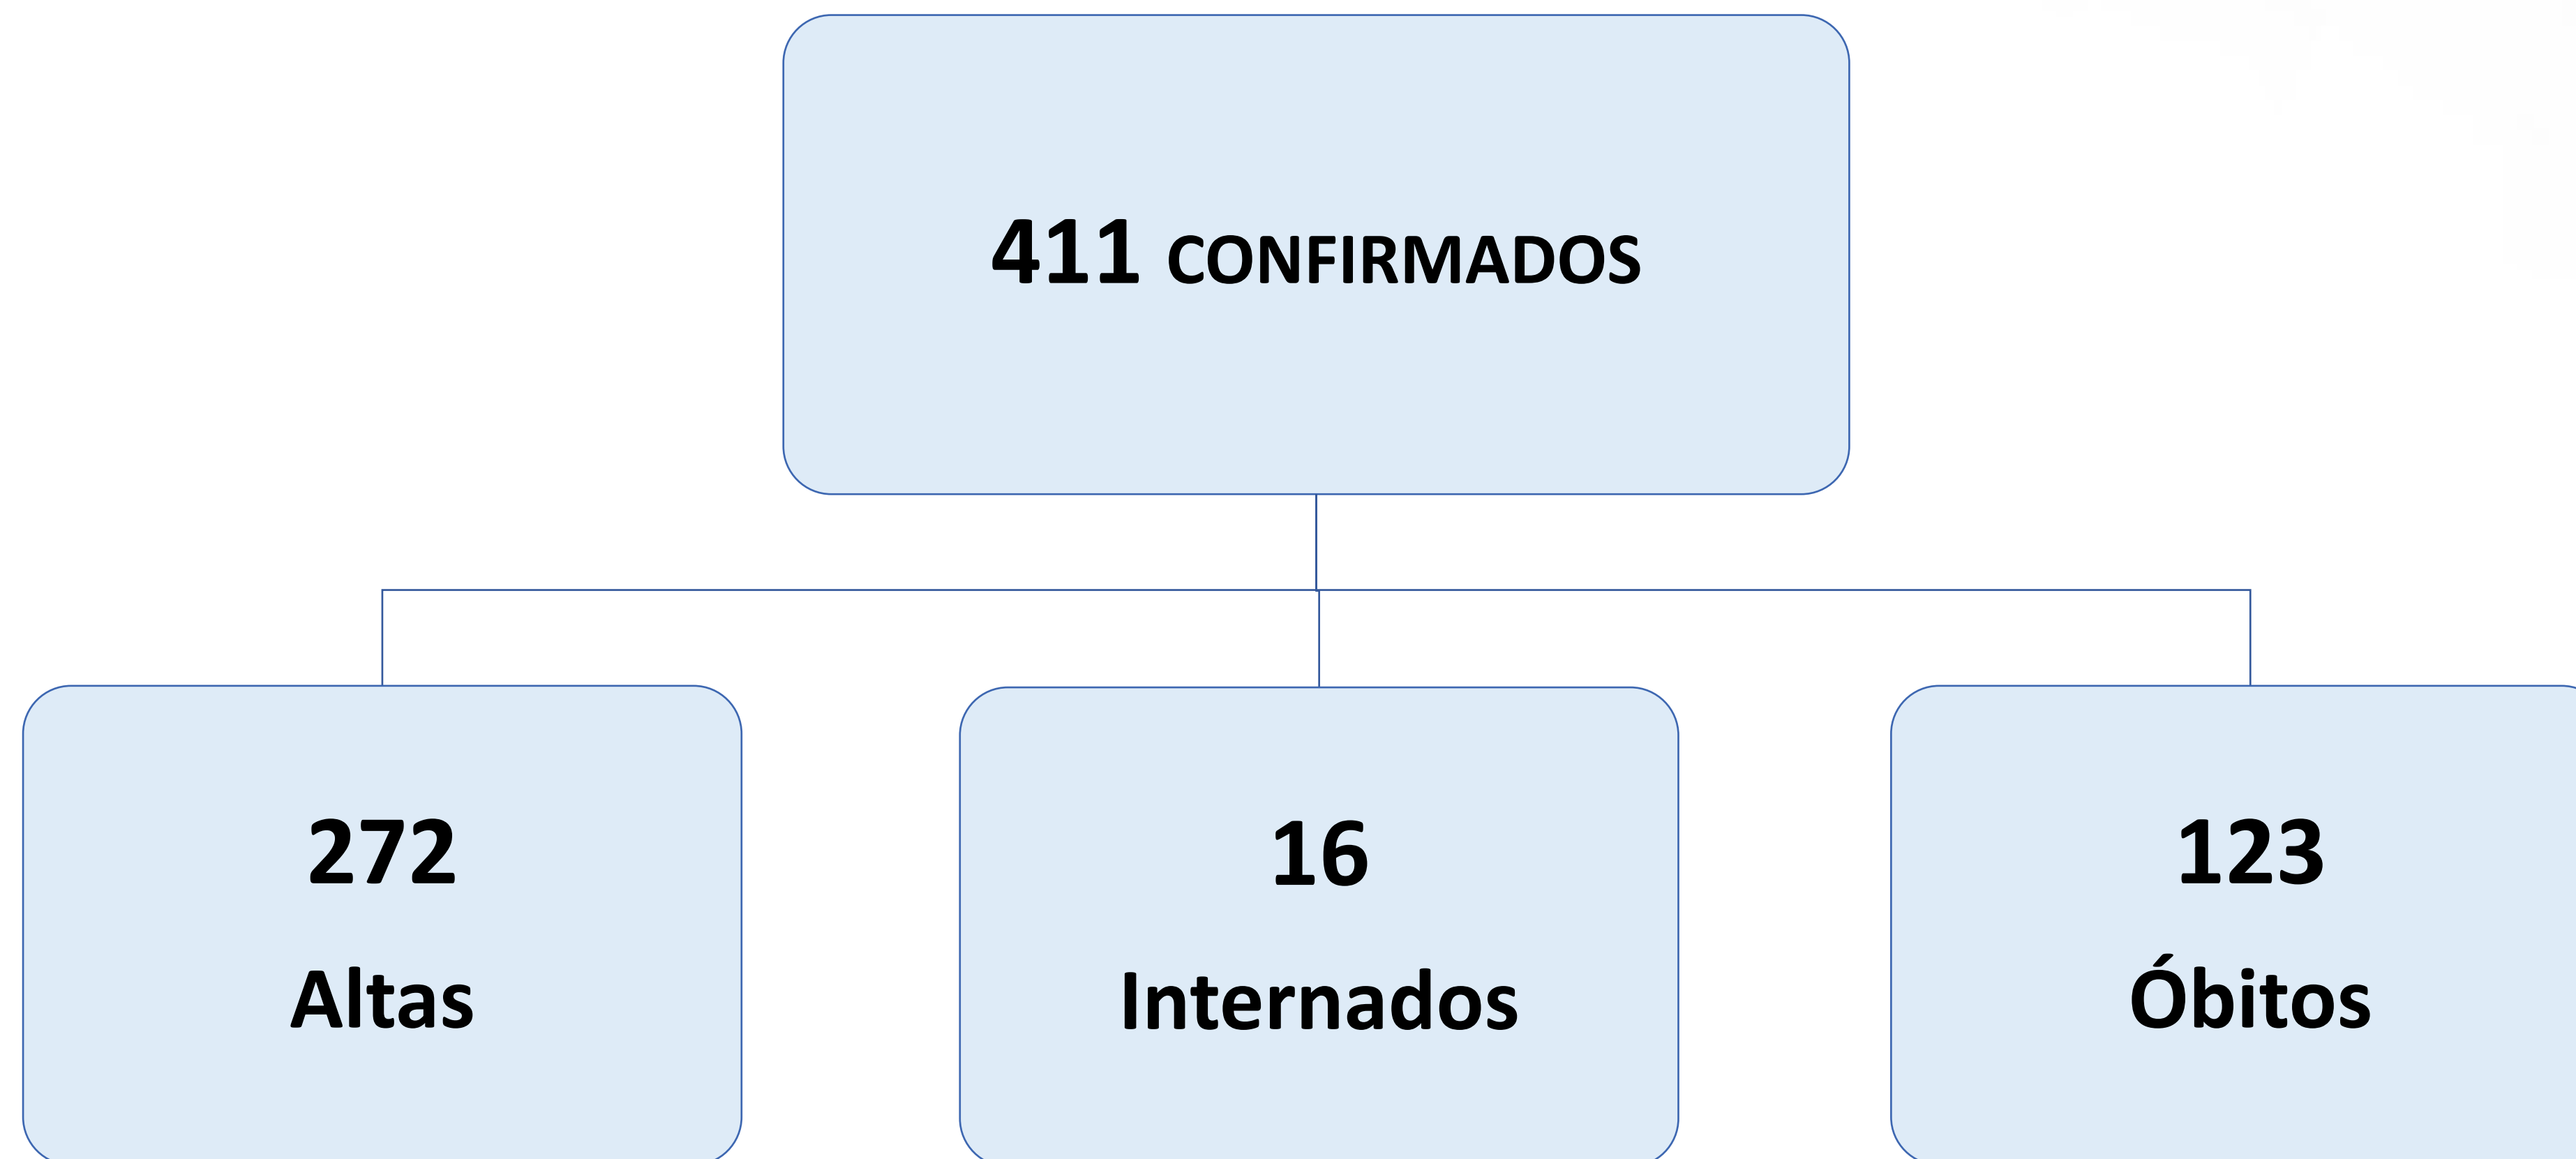 411 CONFIRMADOS
272
Altas
16
Internados
123
Óbitos